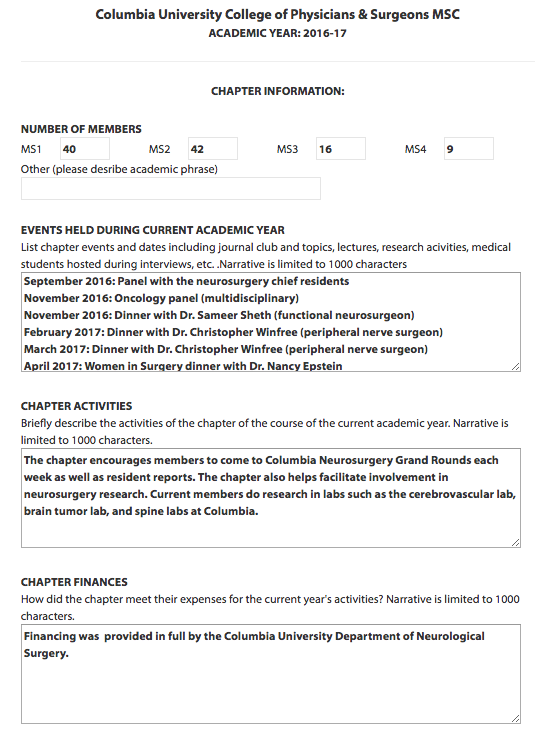 Columbia University College of Physicians & Surgeons MSC
ACADEMIC YEAR: 2016-17
CHAPTER INFORMATION:
NUMBER OF MEMBERS
MS1 40 MS2 42 MS3 16 MS4 9
Other (please desribe academic phrase)
EVENTS HELD DURING CURRENT ACADEMIC YEAR
List chapter events and dates including journal club and topics, lectures, research acivities, medical
students hosted during interviews, etc. .Narrative is limited to 1000 characters
September 2016: Panel with the neurosurgery chief residents
November 2016: Oncology panel (multidisciplinary)
November 2016: Dinner with Dr. Sameer Sheth (functional neurosurgeon)
February 2017: Dinner with Dr. Christopher Winfree (peripheral nerve surgeon)
March 2017: Dinner with Dr. Christopher Winfree (peripheral nerve surgeon)
April 2017: Women in Surgery dinner with Dr. Nancy Epstein
CHAPTER ACTIVITIES
Briefly describe the activities of the chapter of the course of the current academic year. Narrative is
limited to 1000 characters.
The chapter encourages members to come to Columbia Neurosurgery Grand Rounds each
week as well as resident reports. The chapter also helps facilitate involvement in
neurosurgery research. Current members do research in labs such as the cerebrovascular lab,
brain tumor lab, and spine labs at Columbia.
CHAPTER FINANCES
How did the chapter meet their expenses for the current year's activities? Narrative is limited to 1000
characters.
Financing was provided in full by the Columbia University Department of Neurological
Surgery.